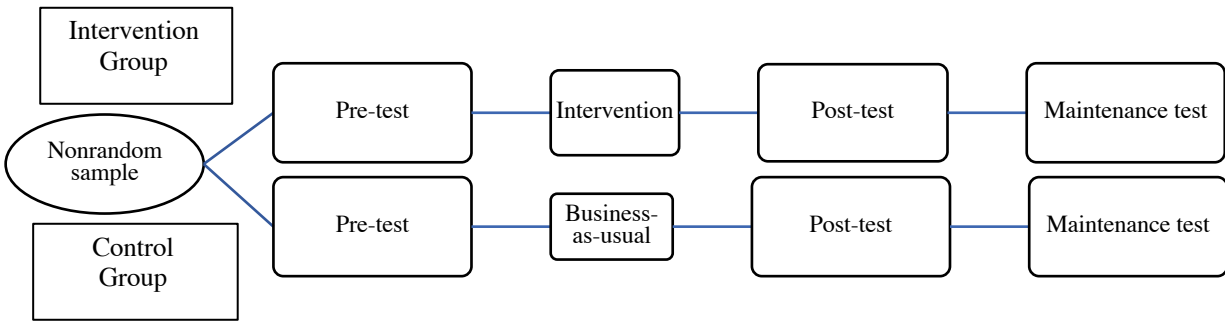 Intervention
Group
Pre-test
Intervention
Post-test
Maintenance test
Nonrandom
sample
Pre-test
Business-
as-usual
Post-test
Maintenance test
Control
Group